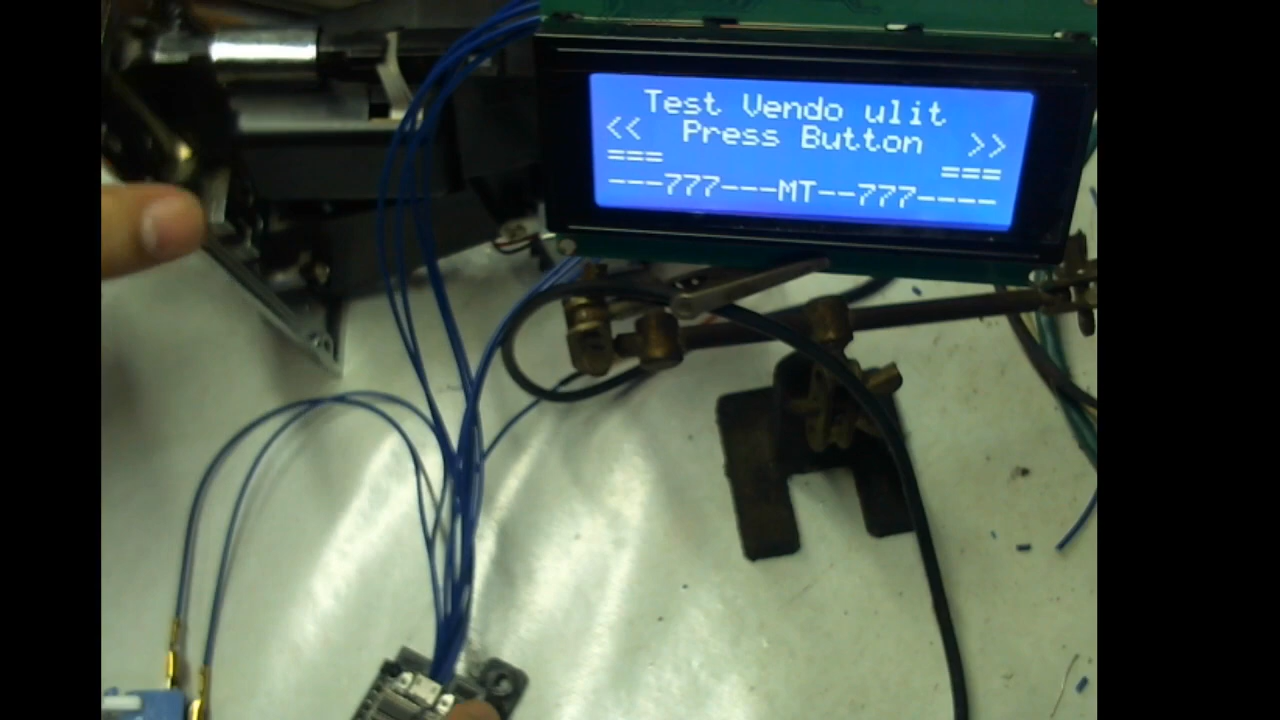 Test Vendo ulit
<< Press Button >>
=== ===
---777---MT--777----